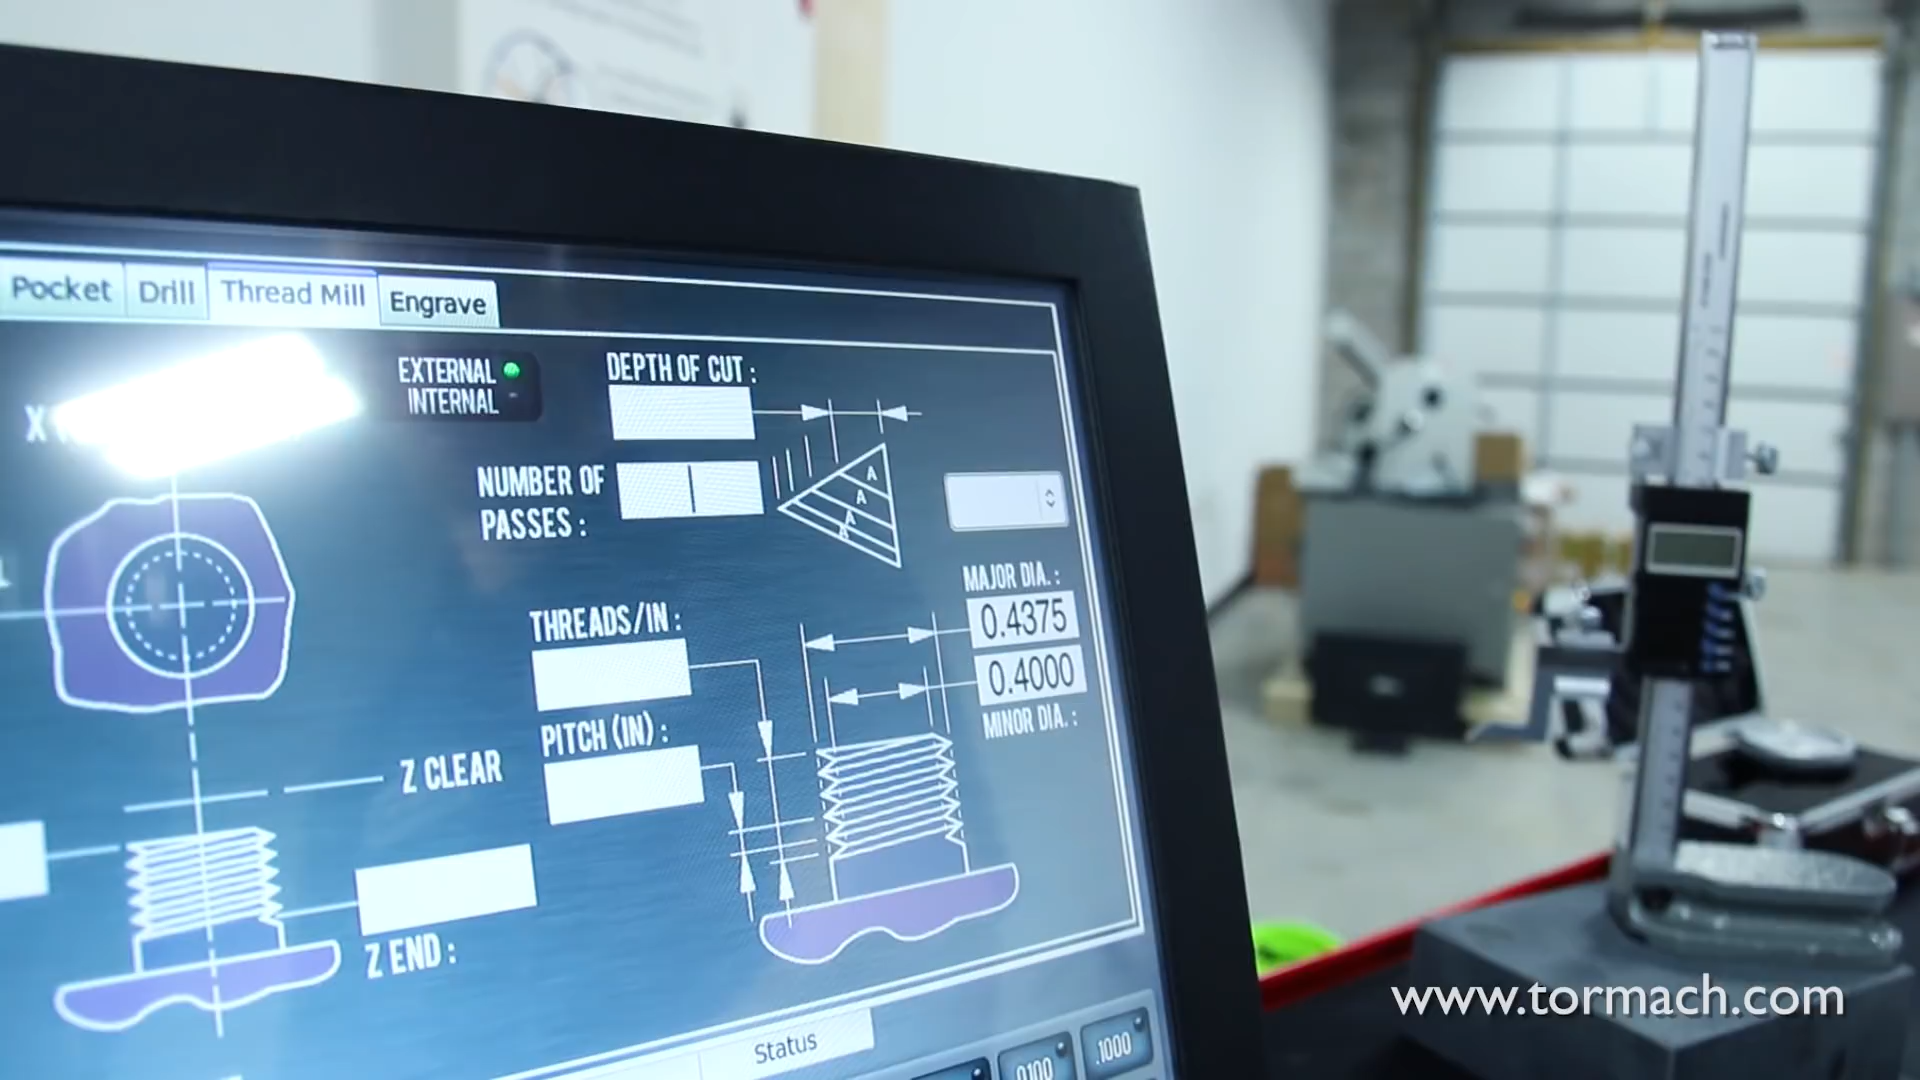 Pocket Drill Thread Mill Engrave
EXTERNAL
INTERNAL
DEPTH OF CUT :
X
NUMBER OF
PASSES :
A
A
A
A
THREADS/IN :
MAJOR DIA. :
0.4375
0.4000
MINOR DIA. :
PITCH (IN) :
Z CLEAR
Z END :
Status
.0100
.1000
www.tormach.com